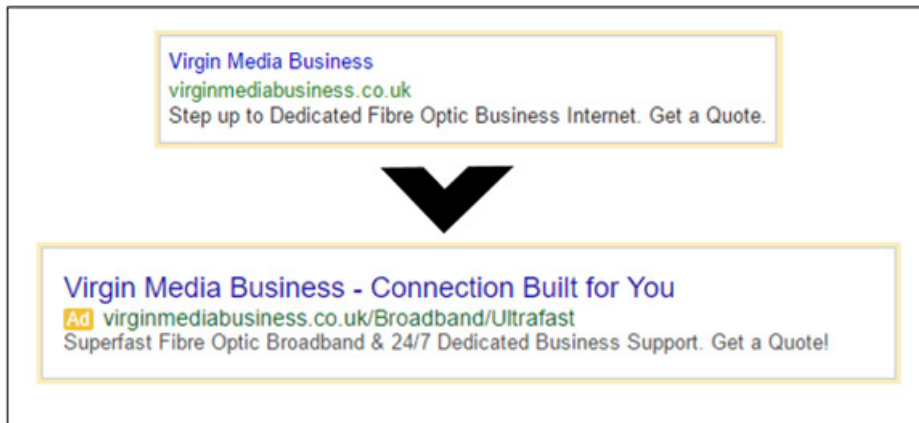 Virgin Media Business
virginmediabusiness.co.uk
Step up to Dedicated Fibre Optic Business Internet. Get a Quote.
Virgin Media Business - Connection Built for You
Ad virginmediabusiness.co.uk/Broadband/Ultrafast
Superfast Fibre Optic Broadband & 24/7 Dedicated Business Support. Get a Quote!